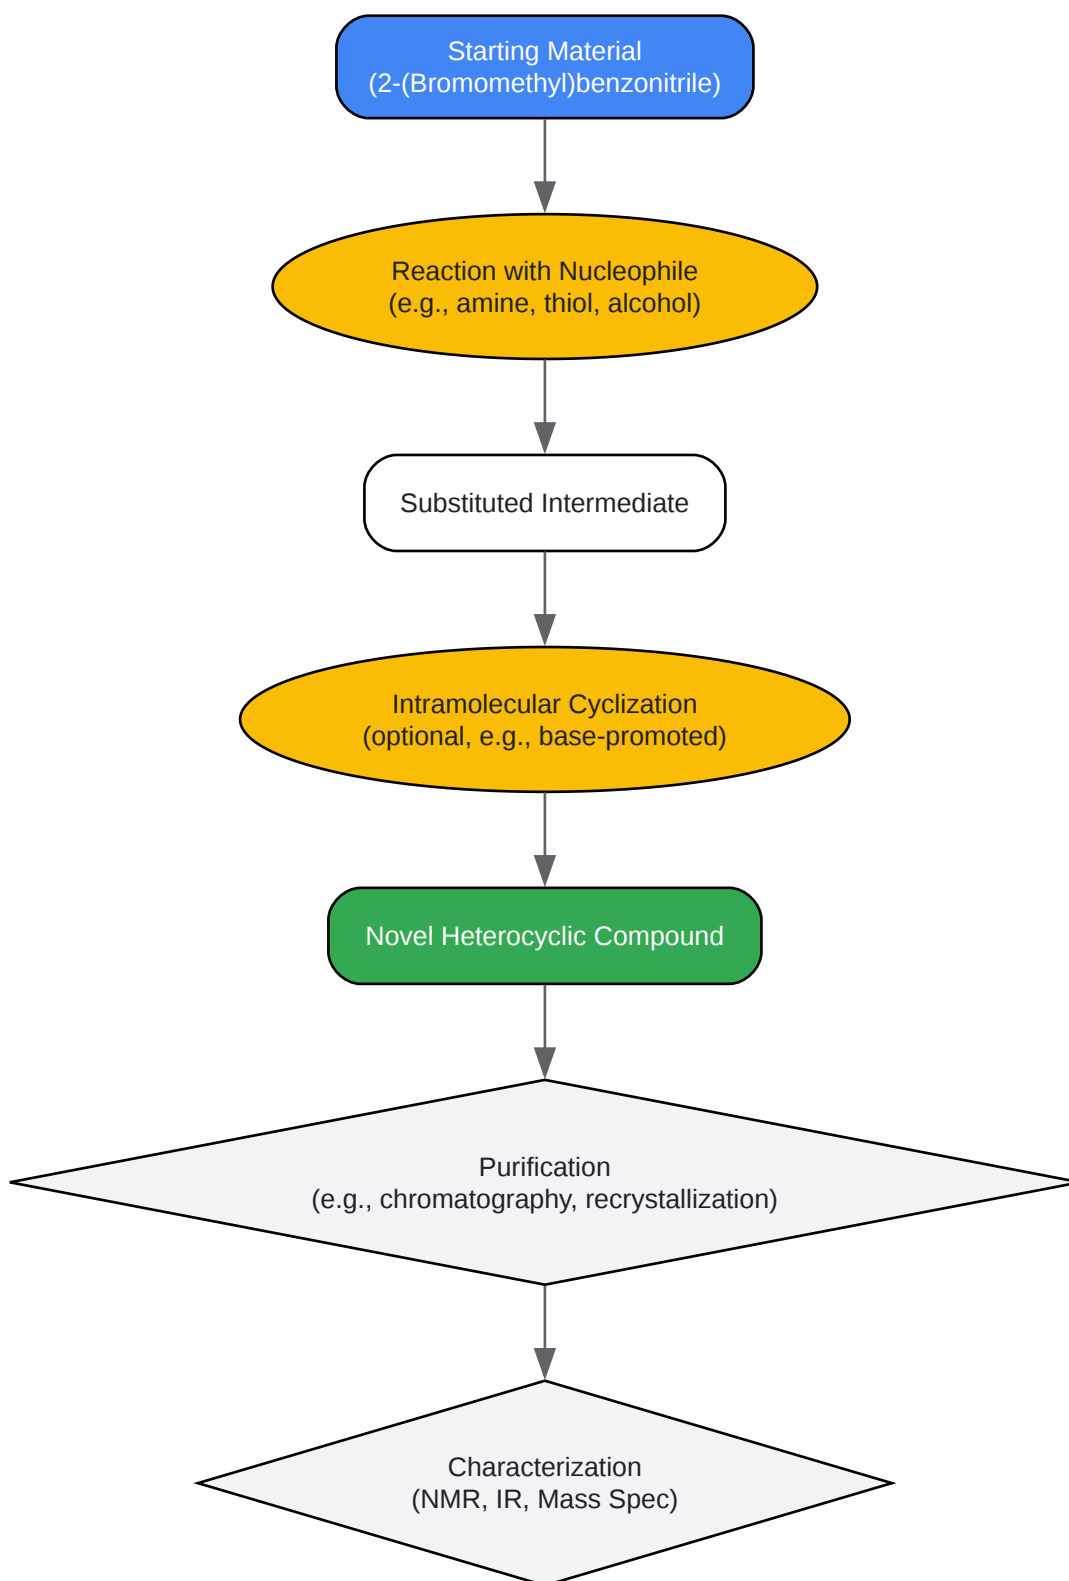 Starting Material
(2-(Bromomethyl)benzonitrile)
Reaction with Nucleophile
(e.g., amine, thiol, alcohol)
Substituted Intermediate
Intramolecular Cyclization
(optional, e.g., base-promoted)
Novel Heterocyclic Compound
Purification
(e.g., chromatography, recrystallization)
Characterization
(NMR, IR, Mass Spec)